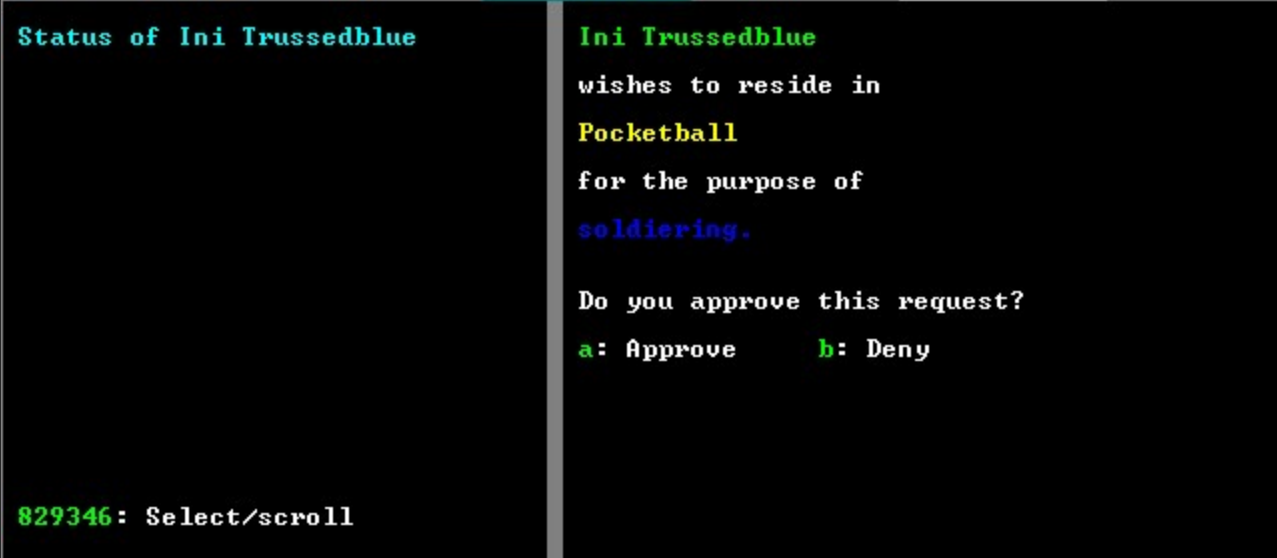 Status of Ini Trussedblue
829346: Select/scroll
Ini Trussedblue
wishes to reside in
Pocketball
for the purpose of
soldiering.
Do you approve this request?
a: Approve b: Deny